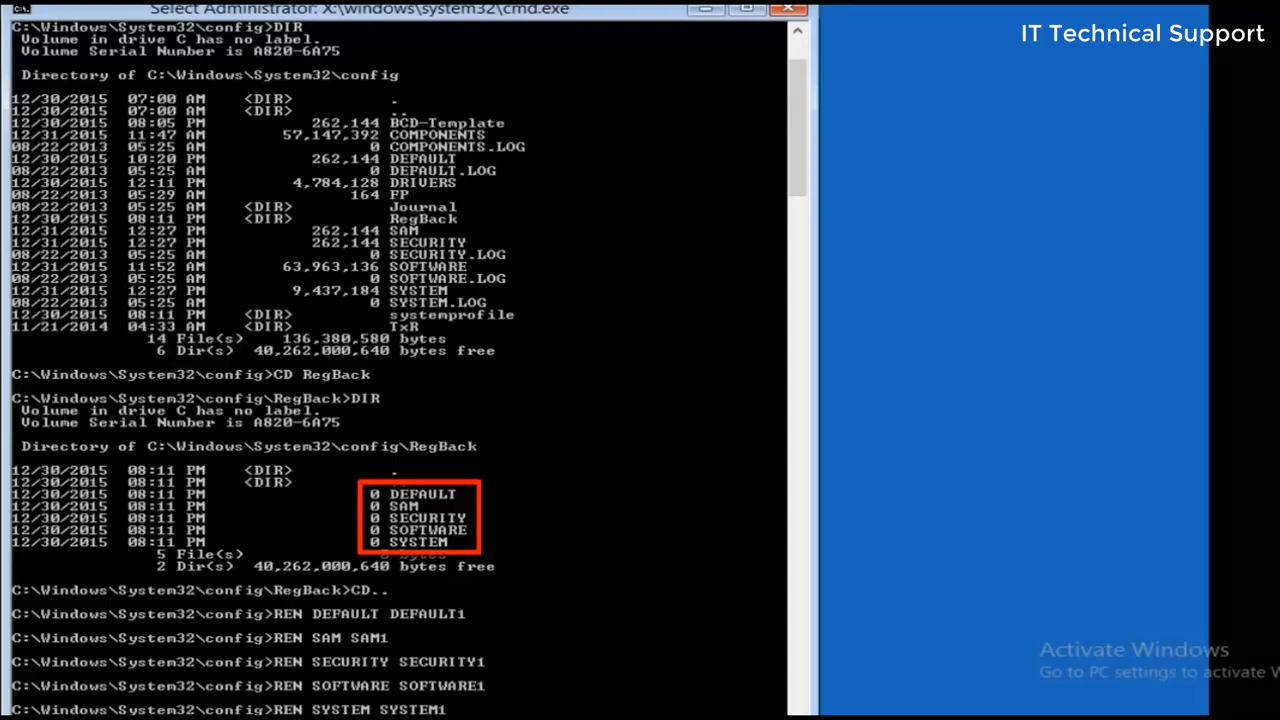 Select Administrator: X:\windows\system32\cmd.exe
IT Technical Support
C:\Windows\System32\config>DIR
Volume in drive C has no label.
Volume Serial Number is A820-6A75
Directory of C:\Windows\System32\config
12/30/2015 07:00 AM <DIR> .
12/30/2015 07:00 AM <DIR> ..
12/30/2015 08:05 PM 262,144 BCD-Template
12/31/2015 11:47 AM 57,147,392 COMPONENTS
08/22/2013 05:25 AM 0 COMPONENTS.LOG
12/30/2015 10:20 PM 262,144 DEFAULT
08/22/2013 05:25 AM 0 DEFAULT.LOG
12/30/2015 12:11 PM 4,784,128 DRIVERS
08/22/2013 05:29 AM 164 FP
08/22/2013 05:25 AM <DIR> Journal
12/30/2015 08:11 PM <DIR> RegBack
12/31/2015 12:27 PM 262,144 SAM
12/31/2015 12:27 PM 262,144 SECURITY
08/22/2013 05:25 AM 0 SECURITY.LOG
12/31/2015 11:52 AM 63,963,136 SOFTWARE
08/22/2013 05:25 AM 0 SOFTWARE.LOG
12/31/2015 12:27 PM 9,437,184 SYSTEM
08/22/2013 05:25 AM 0 SYSTEM.LOG
12/30/2015 08:11 PM <DIR> systemprofile
11/21/2014 04:33 AM <DIR> TxR
14 File(s) 136,380,580 bytes
6 Dir(s) 40,262,000,640 bytes free
C:\Windows\System32\config>CD RegBack
C:\Windows\System32\config\RegBack>DIR
Volume in drive C has no label.
Volume Serial Number is A820-6A75
Directory of C:\Windows\System32\config\RegBack
12/30/2015 08:11 PM <DIR> .
12/30/2015 08:11 PM <DIR>
12/30/2015 08:11 PM 0 DEFAULT
12/30/2015 08:11 PM 0 SAM
12/30/2015 08:11 PM 0 SECURITY
12/30/2015 08:11 PM 0 SOFTWARE
12/30/2015 08:11 PM 0 SYSTEM
5 File(s) 0 bytes
2 Dir(s) 40,262,000,640 bytes free
C:\Windows\System32\config\RegBack>CD..
C:\Windows\System32\config>REN DEFAULT DEFAULT1
C:\Windows\System32\config>REN SAM SAM1
C:\Windows\System32\config>REN SECURITY SECURITY1
C:\Windows\System32\config>REN SOFTWARE SOFTWARE1
C:\Windows\System32\config>REN SYSTEM SYSTEM1
Activate Windows
Go to PC settings to activate W